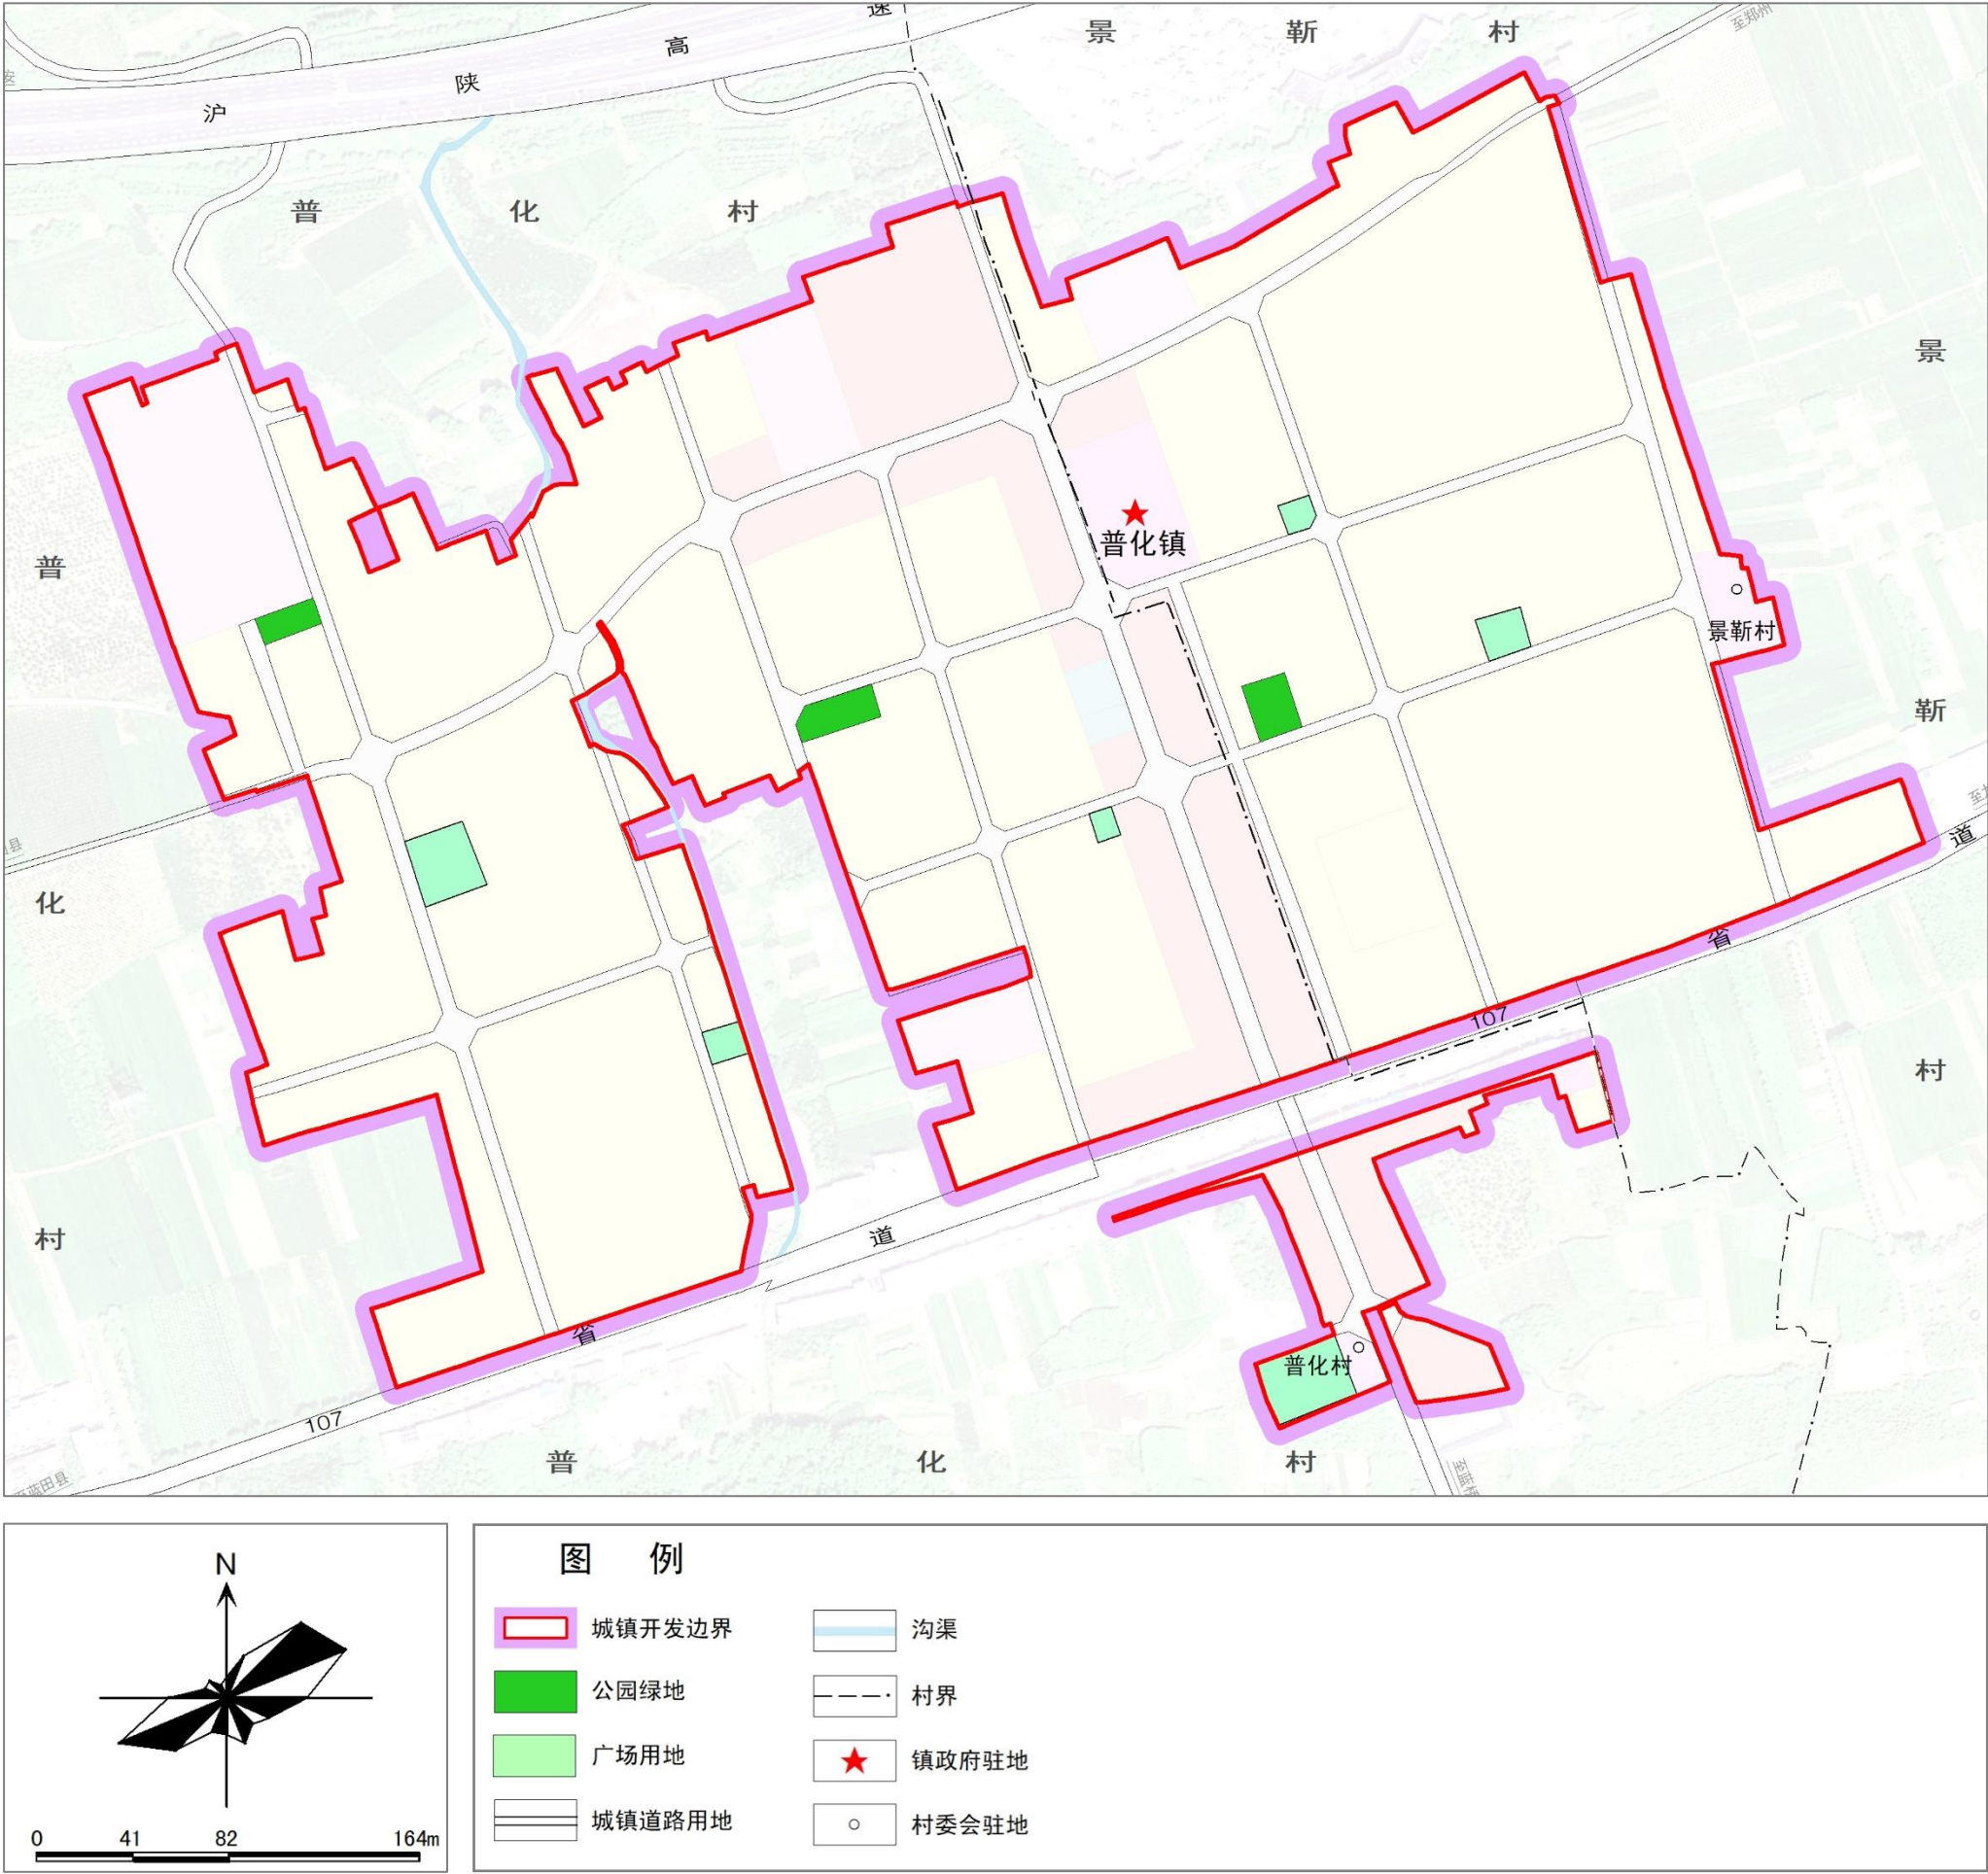 速
景 靳 村
至郑州
高
陕
沪
普 化 村
景
普
普化镇
景靳村
靳
化
道
省
107
村
村
道
省
107
普化村
普 化 村
至蓝田县
N
0 41 82 164m
图 例
城镇开发边界
公园绿地
广场用地
城镇道路用地
沟渠
村界
镇政府驻地
村委会驻地